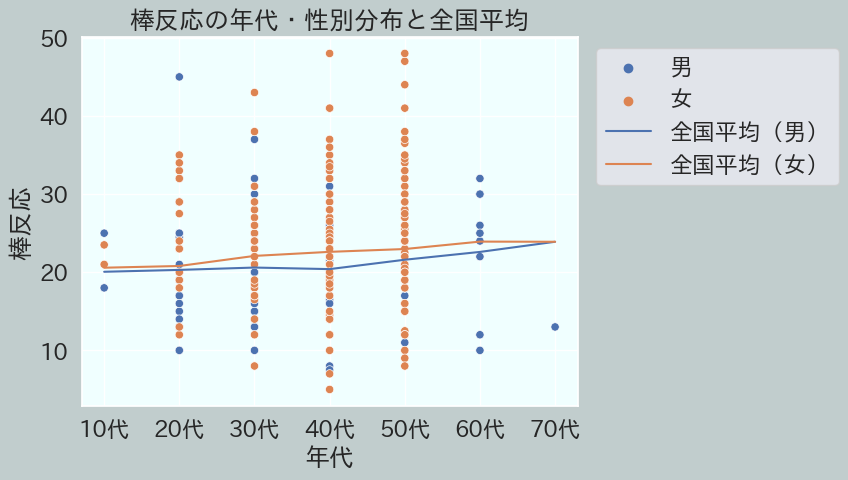 棒反応の年代・性別分布と全国平均
棒反応
50
40
30
20
10
10代 20代 30代 40代 50代 60代 70代
年代
男
女
全国平均（男）
全国平均（女）